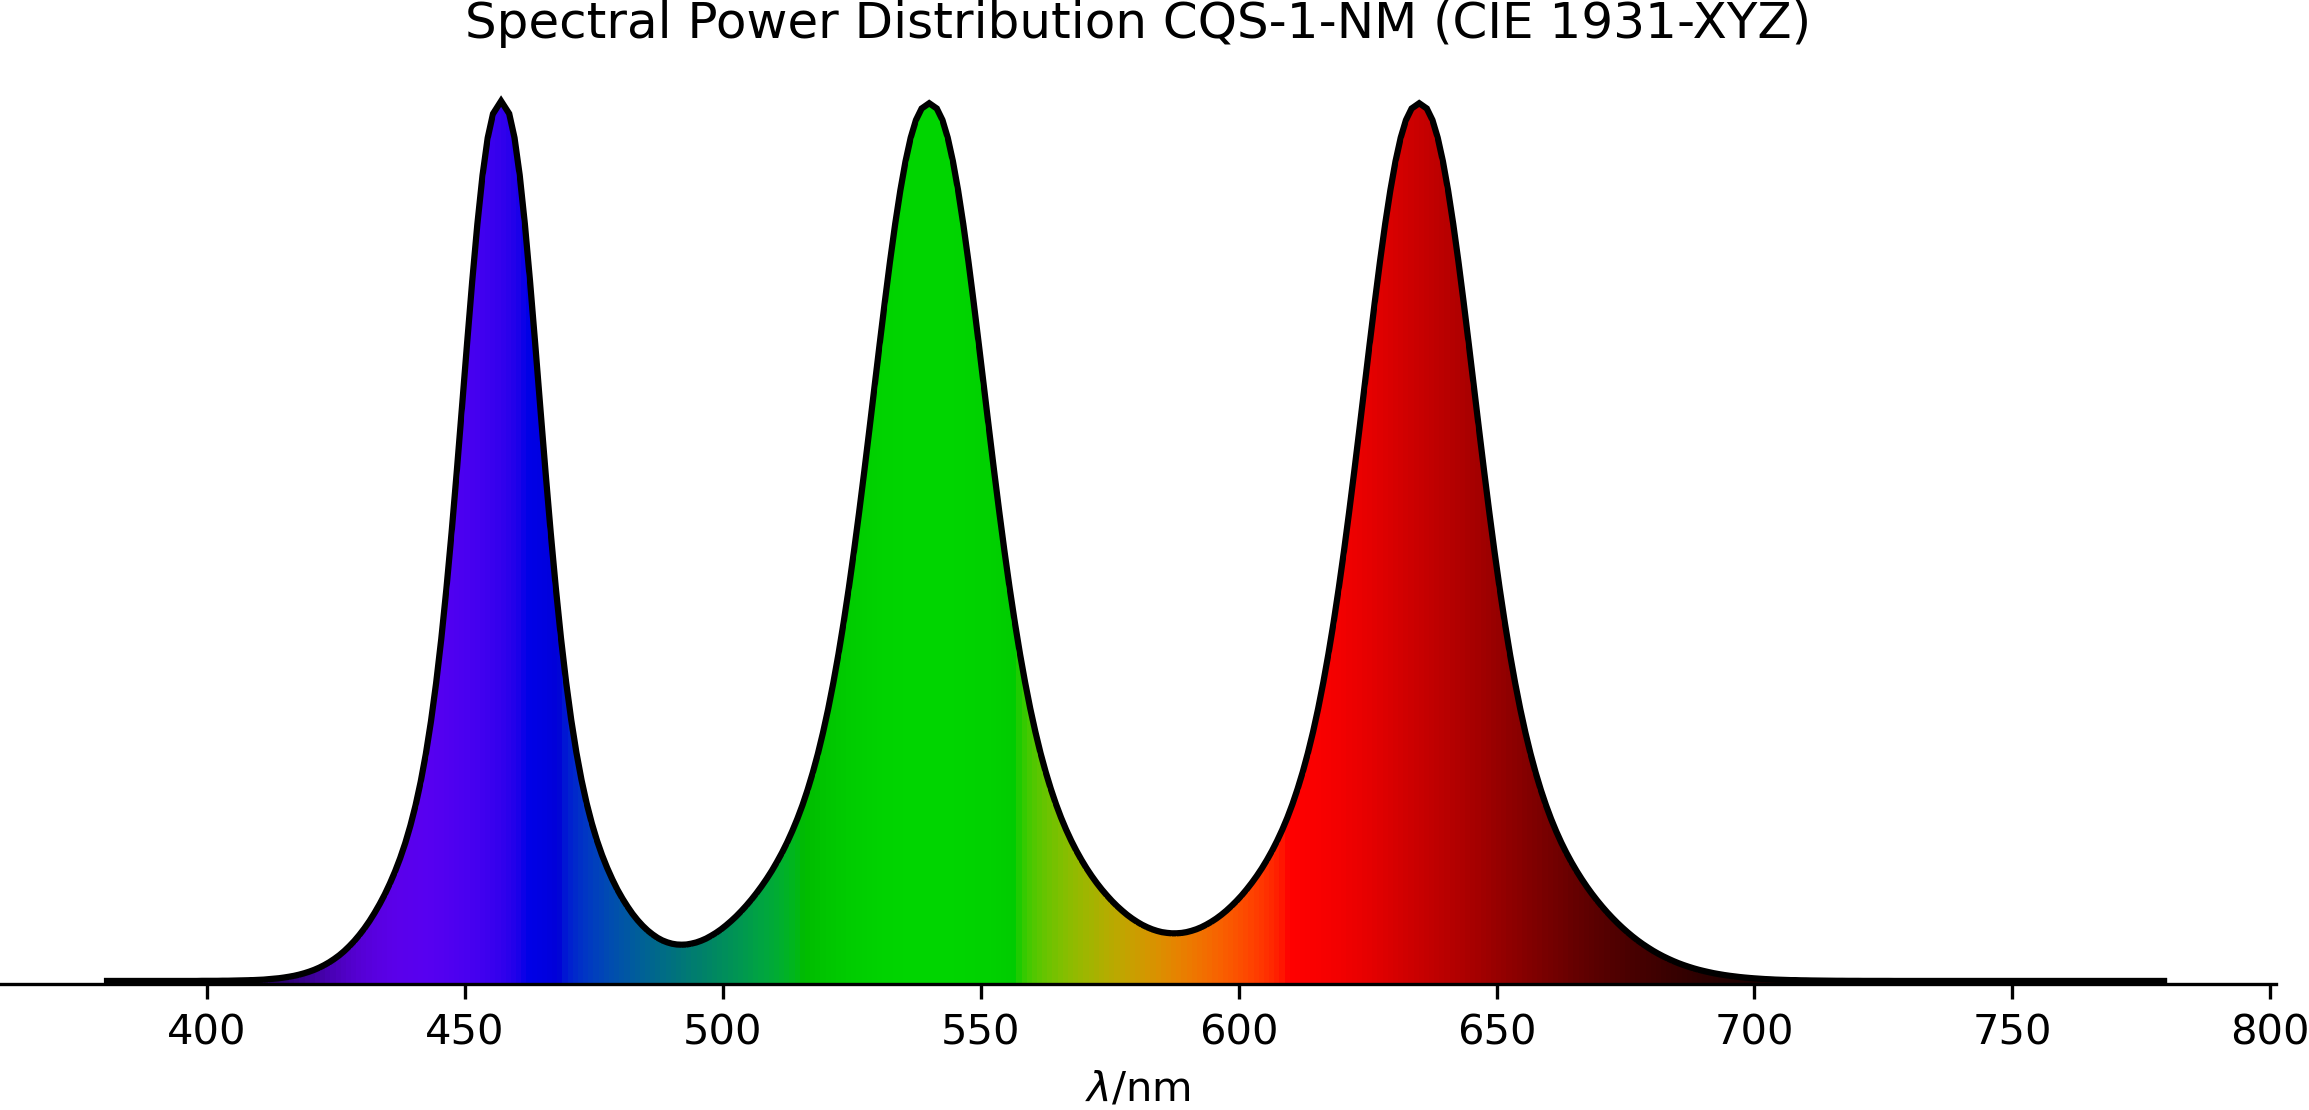 Spectral Power Distribution CQS-1-NM (CIE 1931-XYZ)
400 450 500 550 600 650 700 750 800
λ/nm